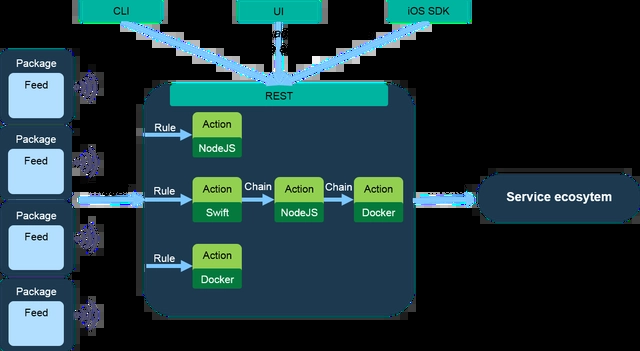 CLI
UI
iOS SDK
REST
Package
Feed
Package
Feed
Package
Feed
Package
Feed
Rule
Action
NodeJS
Rule
Action
Swift
Chain
Action
NodeJS
Chain
Action
Docker
Rule
Action
Docker
Service ecosytem